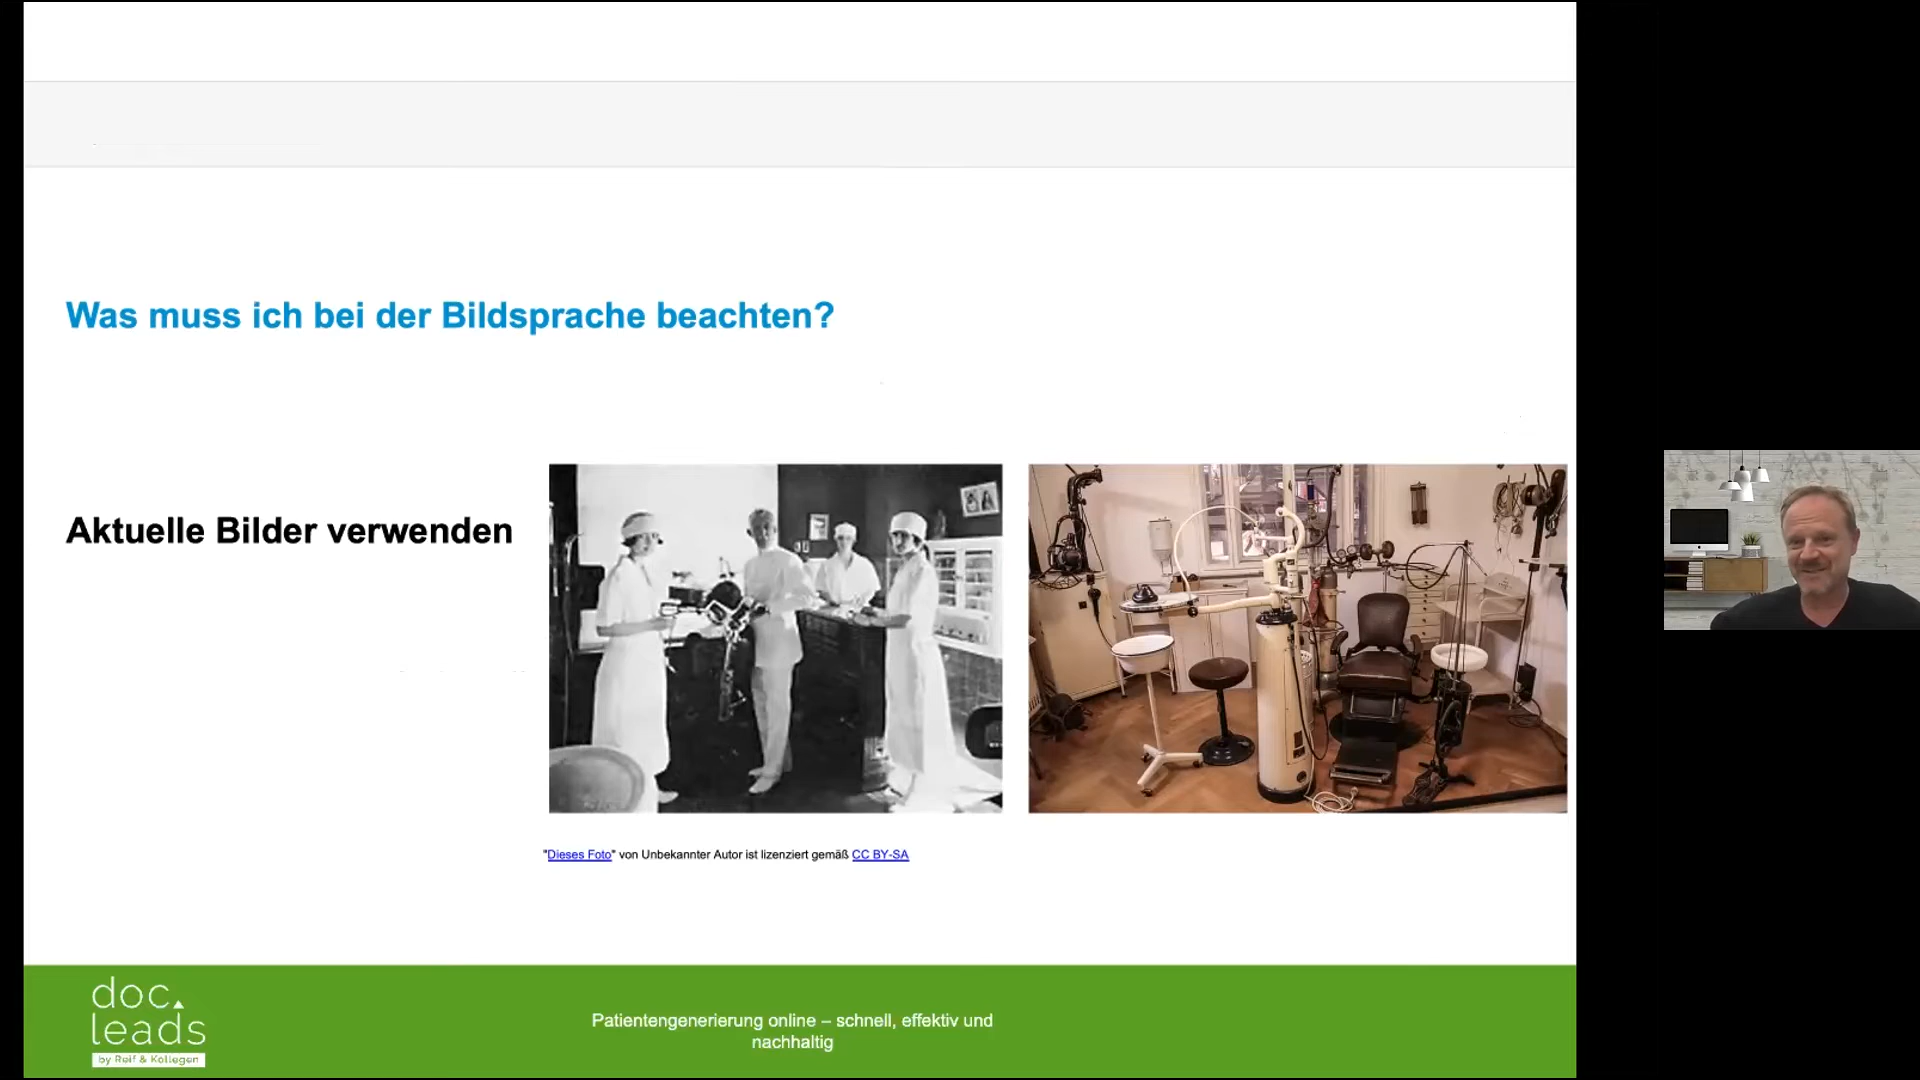 Was muss ich bei der Bildsprache beachten?
Aktuelle Bilder verwenden
"Dieses Foto" von Unbekannter Autor ist lizenziert gemäß CC BY-SA
doc.
leads
by Reif & Kollegen
Patientengenerierung online – schnell, effektiv und
nachhaltig